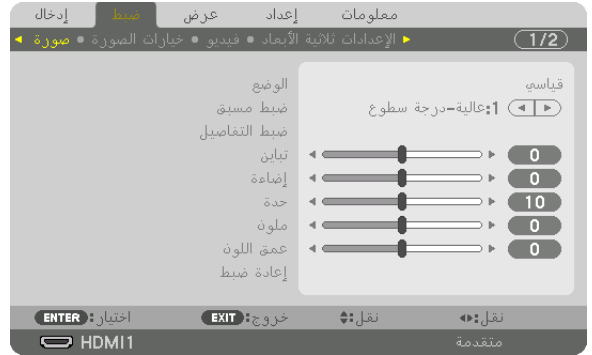 إدخال ضبط عرض إعداد معلومات
صورة • خيارات الصورة • فيديو • الإعدادات ثلاثية الأبعاد 1/2
الوضع قياسي
ضبط مسبق 1:عالية-درجة سطوع
ضبط التفاصيل
تباين 0
إضاءة 0
حدة 10
ملون 0
عمق اللون 0
إعادة ضبط
ENTER:اختيار EXIT:خروج نقل: نقل:
HDMI1 متقدمة